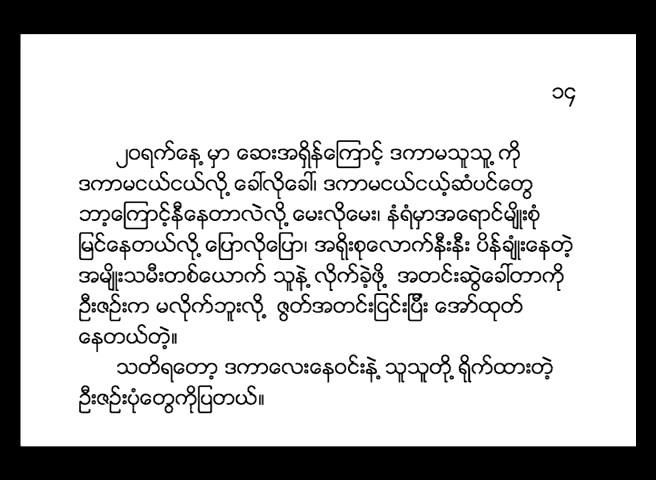 ၁၄
၂၀ရက်နေ့ မှာ ဆေးအရှိန်ကြောင့် ဒကာမသူသူ့ ကို
ဒကာမငယ်ငယ်လို့ ခေါ်လိုခေါ်၊ ဒကာမငယ်ငယ့်ဆံပင်တွေ
ဘာ့ကြောင့်နီနေတာလဲလို့ မေးလိုမေး၊ နံရံမှာအရောင်မျိုးစုံ
မြင်နေတယ်လို့ ပြောလိုပြော၊ အရိုးစုလောက်နီးနီး ပိန်ချုံးနေတဲ့
အမျိုးသမီးတစ်ယောက် သူနဲ့ လိုက်ခဲ့ဖို့ အတင်းဆွဲခေါ်တာကို
ဦးဇဉ်းက မလိုက်ဘူးလို့ ဇွတ်အတင်းငြင်းပြီး အော်ထုတ်
နေတယ်တဲ့။
သတိရတော့ ဒကာလေးနေဝင်းနဲ့ သူသူတို့ ရိုက်ထားတဲ့
ဦးဇဉ်းပုံတွေကိုပြတယ်။